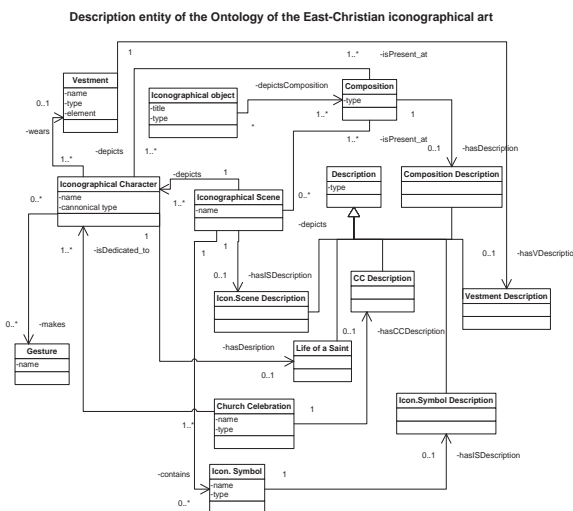 Description entity of the Ontology of the East-Christian iconographical art
1
1..*
-isPresent_at
Vestment
-name
-type
-element
0..1
-wears
Iconographical object
-title
-type
-depictsComposition
*
Composition
-type
1..*
1
1..*
-isPresent_at
0..1
-hasDescription
-depicts
1..*
1..*
-depicts
1
1..*
Iconographical Character
-name
-cannonical type
0..*
1..*
-isDedicated_to
1
Iconographical Scene
-name
0..*
-depicts
1
1
Description
-type
Composition Description
0..1
-hasISDescription
Icon.Scene Description
CC Description
0..1
-hasVDescriptio
Vestment Description
0..*
-makes
Gesture
-name
-hasDesription
0..1
0..1
Life of a Saint
-hasCCDescription
Church Celebration
-name
-type
1
1..*
Icon.Symbol Description
0..1
-hasISDescription
-contains
0..*
Icon. Symbol
-name
-type
1